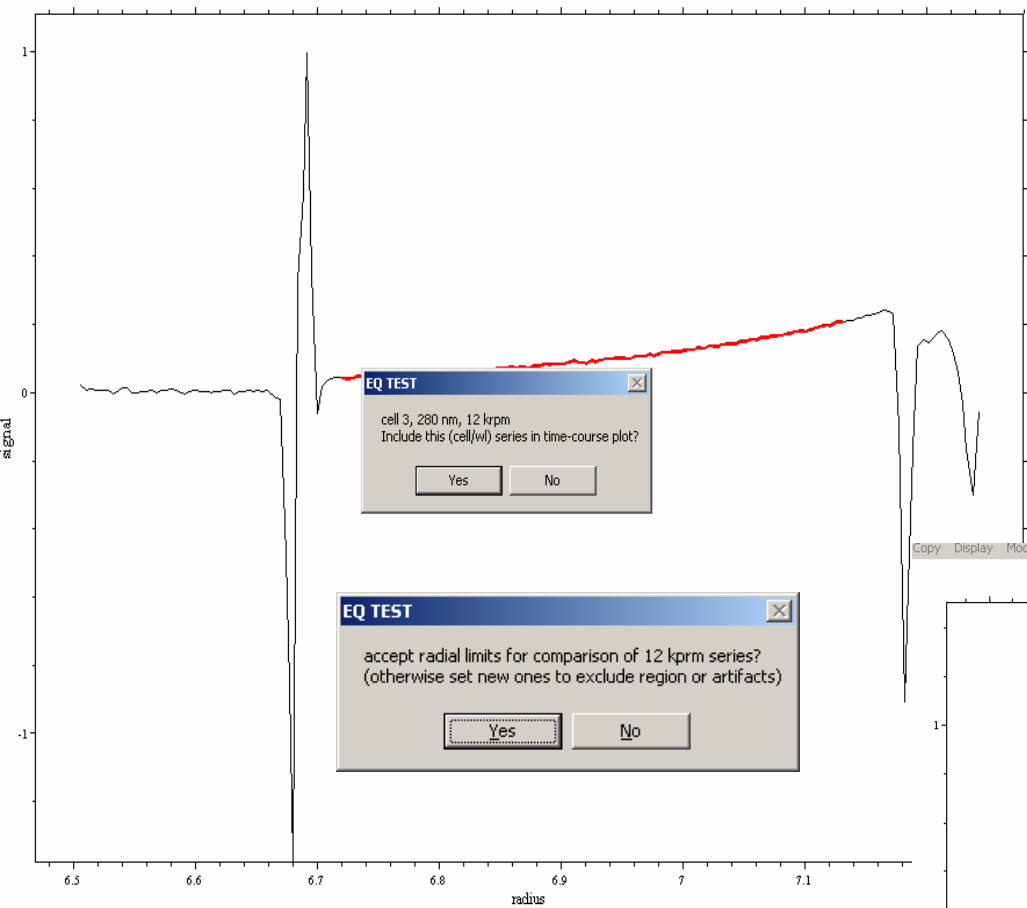 1
0
signal
-1
EQ TEST
cell 3, 280 nm, 12 krpm
Include this (cell/wl) series in time-course plot?
Yes No
Copy Display
EQ TEST
accept radial limits for comparison of 12 kprm series?
(otherwise set new ones to exclude region or artifacts)
Yes No
1
6.5 6.6 6.7 6.8 6.9 7 7.1
radius